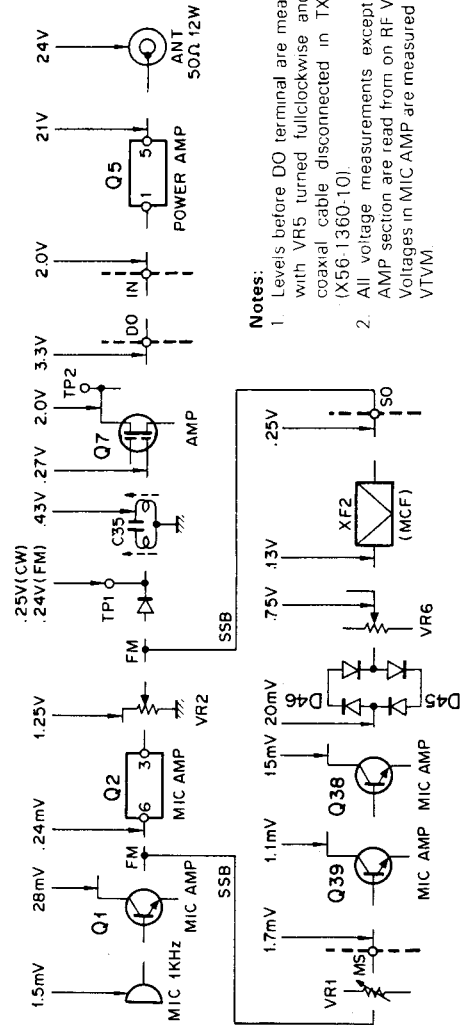 1.5mV
28mV
.24mV
1.25V
.25V(CW)
.24V(FM)
.43V
.27V
2.0V
3.3V
2.0V
21V
24V
MIC 1KHz
Q1
MIC AMP
FM
SSB
6
Q2
3
MIC AMP
VR2
FM
SSB
TP1
C35
Q7
AMP
TP2
DO
IN
1
Q5
5
POWER AMP
ANT
50Ω 12W
VR1
MS
1.7mV
1.1mV
15mV
20mV
.75V
.13V
.25V
Q39
MIC AMP
Q38
MIC AMP
D46
D45
VR6
XF2
(MCF)
SO
Notes:
1. Levels before DO terminal are mea
with VR5 turned fullclockwise and
coaxial cable disconnected in TX
(X56-1360-10).
2. All voltage measurements except
AMP section are read from on RF V
Voltages in MIC AMP are measured
VTVM.